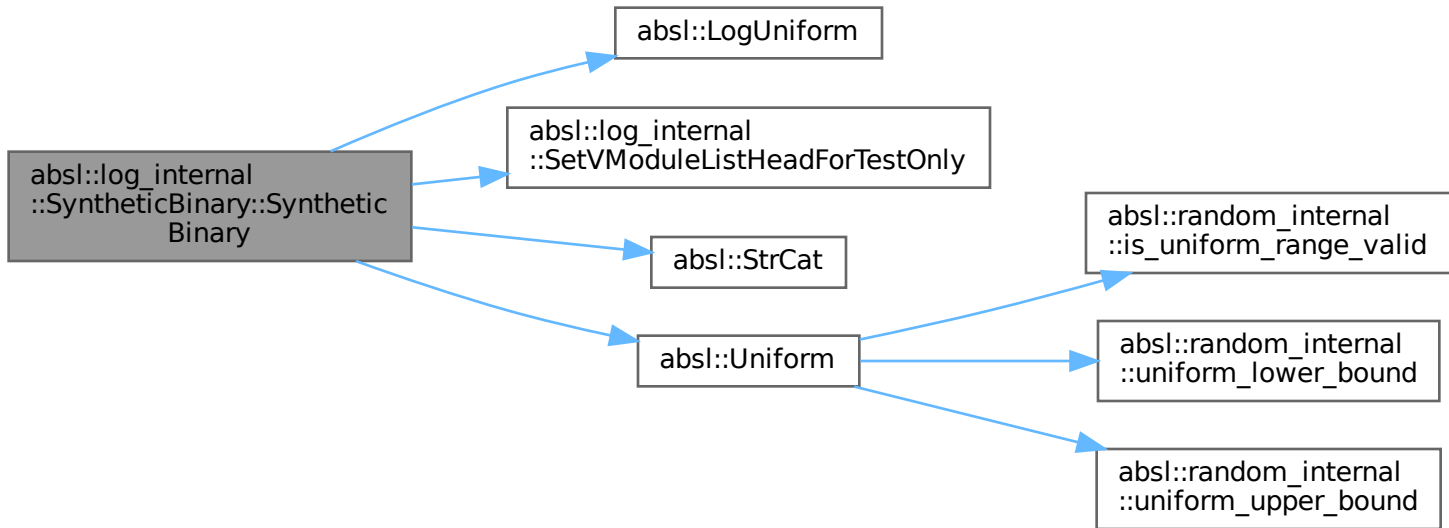 absl::LogUniform
absl::log_internal
::SetVModuleListHeadForTestOnly
absl::log_internal
::SyntheticBinary::Synthetic
Binary
absl::StrCat
absl::Uniform
absl::random_internal
::is_uniform_range_valid
absl::random_internal
::uniform_lower_bound
absl::random_internal
::uniform_upper_bound